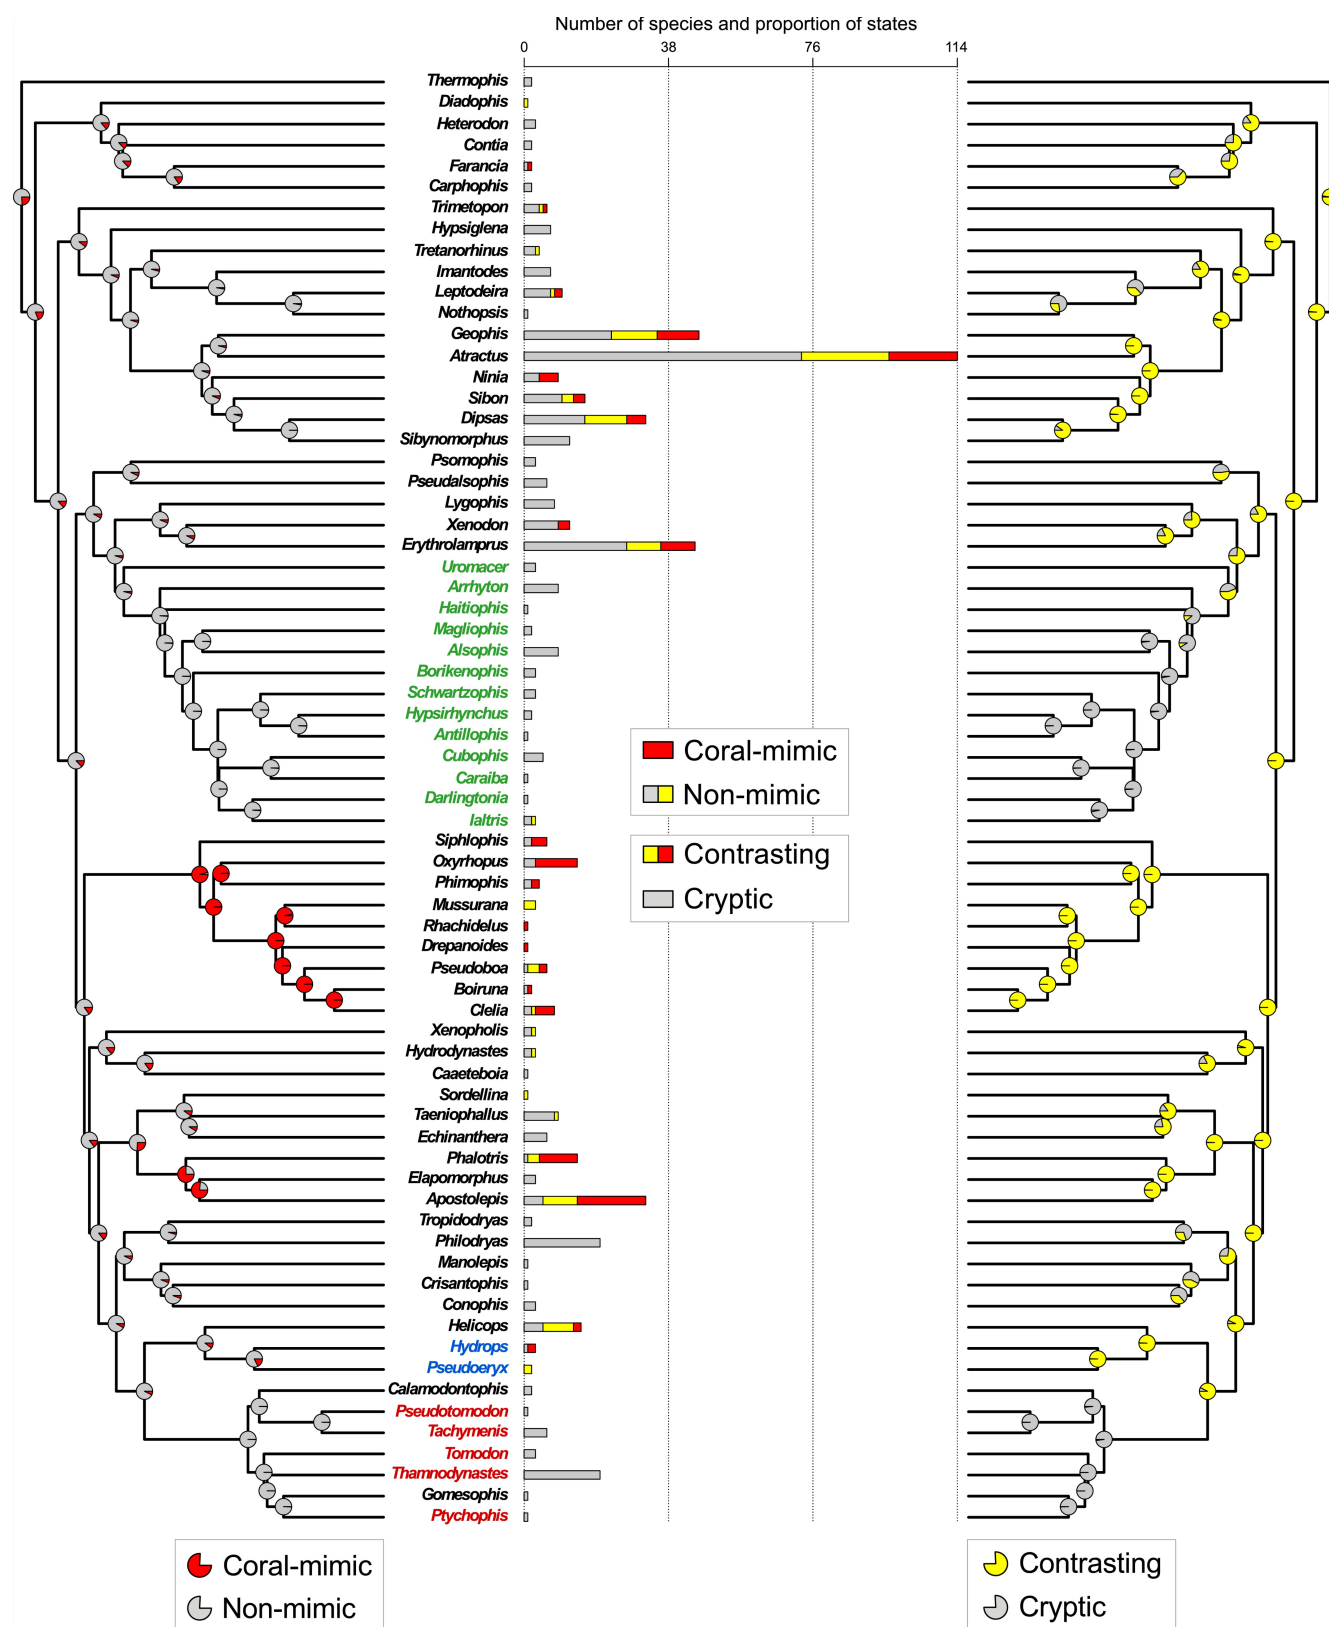 Number of species and proportion of states
0 38 76 114
Thermophis
Diadophis
Heterodon
Contia
Farancia
Carphophis
Trimetopon
Hypsiglena
Tretanorhinus
Imantodes
Leptodeira
Nothopsis
Geophis
Atractus
Ninia
Sibon
Dipsas
Sibynomorphus
Psomophis
Pseudalsophis
Lygophis
Xenodon
Erythrolamprus
Uromacer
Arrhyton
Haitiophis
Magliophis
Alsophis
Borikenophis
Schwartzophis
Hypsirhynchus
Antillophis
Cubophis
Caraiba
Darlingtonia
Ialtris
Siphlophis
Oxyrhopus
Phimophis
Mussurana
Rhachidelus
Drepanoides
Pseudoboa
Boiruna
Clelia
Xenopholis
Hydrodynastes
Caaeteboia
Sordellina
Taeniophallus
Echinanthera
Phalotris
Elapomorphus
Apostolepis
Tropidodryas
Philodryas
Manolepis
Crisantophis
Conophis
Helicops
Hydrops
Pseudoeryx
Calamodontophis
Pseudotomodon
Tachymenis
Tomodon
Thamnodynastes
Gomesophis
Ptychophis
Coral-mimic
Non-mimic
Contrasting
Cryptic
Coral-mimic
Non-mimic
Contrasting
Cryptic